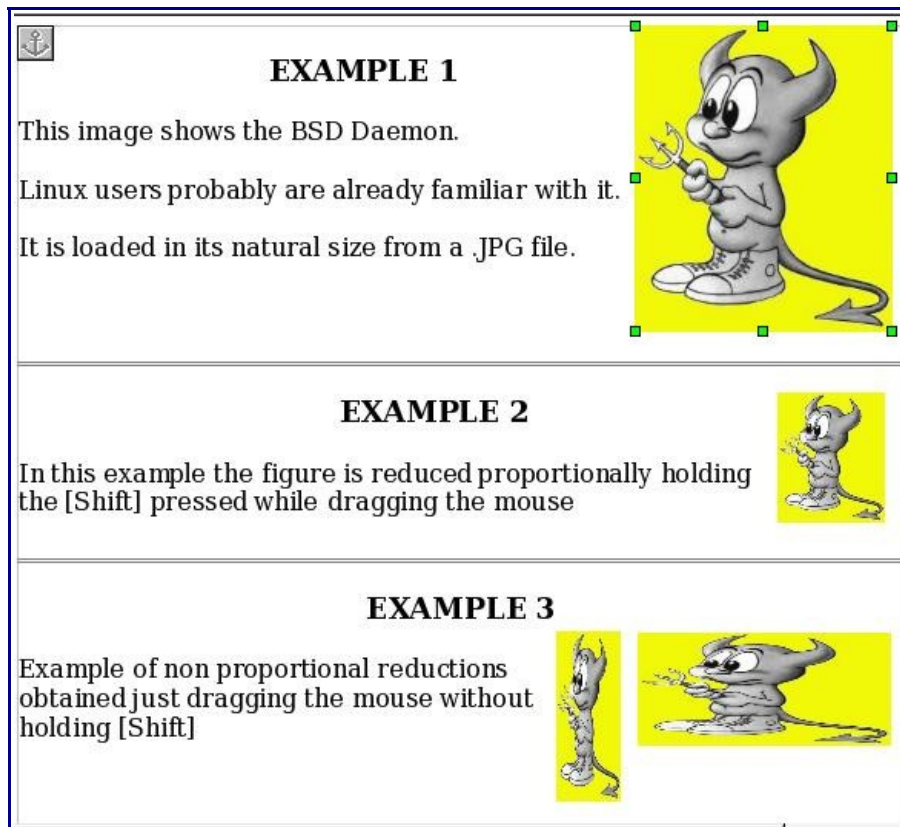 EXAMPLE 1
This image shows the BSD Daemon.
Linux users probably are already familiar with it.
It is loaded in its natural size from a .JPG file.
EXAMPLE 2
In this example the figure is reduced proportionally holding
the [Shift] pressed while dragging the mouse
EXAMPLE 3
Example of non proportional reductions
obtained just dragging the mouse without
holding [Shift]